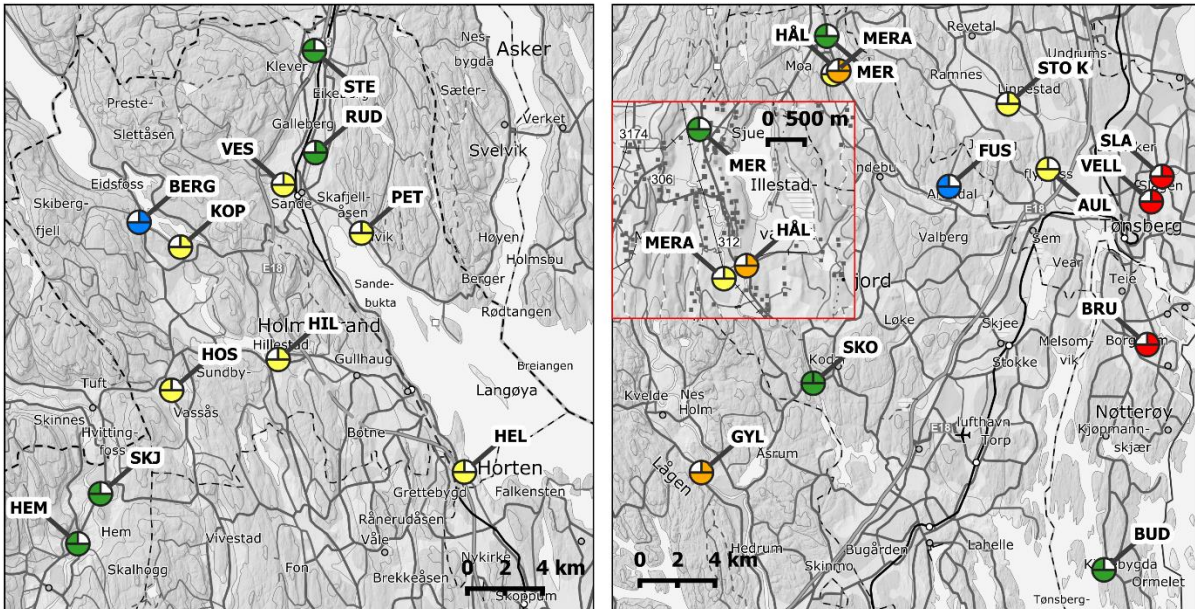 Nes-
bygda
Asker
Klever
STE
Eikeberg
Preste-
Slettåsen
Galleberg
RUD
Sæter-
Verket
Svelvik
VES
Eidsfoss
BERG
Skiberg-
fjell
KOP
Sande
Skafjell-
åsen
PET
Høyen
Holmsbu
E18
Sande-
bukta
Berger
Rødtangen
HIL
Hillestad
HOS
Sundby-
Gullhaug
Breiangen
Tuft
Langøya
Vassås
Skinnes
Hvitting-
foss
SKJ
Botne
HEL
Horten
HEM
Hem
Grettebygd
Falkensten
Rånerudåsen
Vivestad
Våle
Skalhogg
Fon
Brekkeåsen
Nykirke
0 2 4 km
Skoppum
HÅL
MERA
Revetal
Moa
MER
Ramnes
STO K
Undrums-
Linnestad
0 500 m
3174
Sjue
MER
FUS
SLA
VELL
306
Illestad-
AUL
E18
Tønsberg
HÅL
312
MERA
Valberg
Sem
Vear
Teie
Løke
Skjee
BRU
Melsom-
vik
SKO
Stokke
Koda
Kvelde
Nes
Holm
Nøtterøy
Kjøpmann-
skjær
E18
lufthavn
Torp
GYL
Åsrum
Lågen
Hedrum
Bugården
Lahelle
BUD
Skinmo
Ormelet
0 2 4 km
Tønsberg-